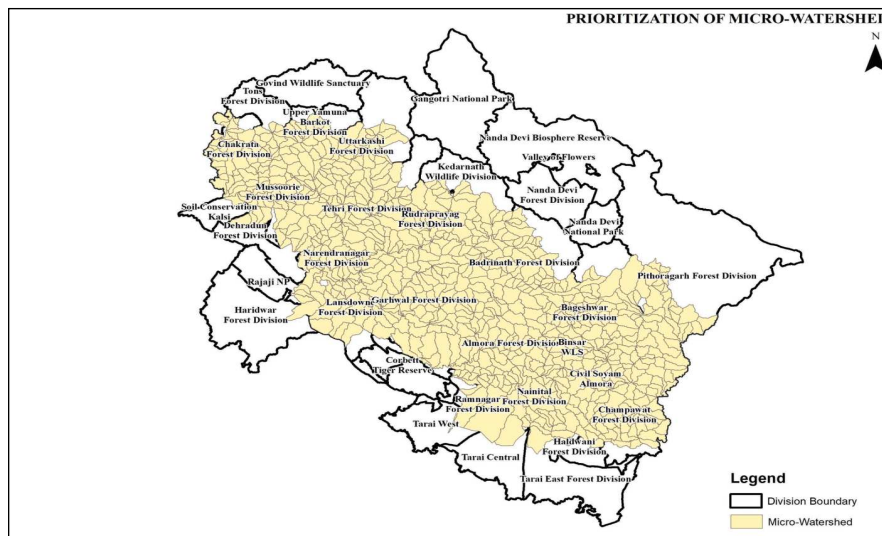 PRIORITIZATION OF MICRO-WATERSHED
N
Govind Wildlife Sanctuary
Tons
Forest Division
Gangotri National Park
Upper Yamuna
Barkot
Forest Division
Uttarkashi
Forest Division
Nanda Devi Biosphere Reserve
Chakrata
Forest Division
Valley of Flowers
Kedarnath
Wildlife Division
Mussoorie
Forest Division
Nanda Devi
Forest Division
Soil Conservation
Kalsi
Tehri Forest Division
Rudraprayag
Forest Division
Nanda Devi
National Park
Dehradun
Forest Division
Narendranagar
Forest Division
Badrinath Forest Division
Pithoragarh Forest Division
Rajaji NP
Haridwar
Forest Division
Lansdowne
Forest Division
Garhwal Forest Division
Bageshwar
Forest Division
Almora Forest Division
Binsar
WLS
Corbett
Tiger Reserve
Civil Soyam
Almora
Nainital
Forest Division
Ramnagar
Forest Division
Champawat
Forest Division
Tarai West
Haldwani
Forest Division
Tarai Central
Tarai East Forest Division
Legend
Division Boundary
Micro-Watershed